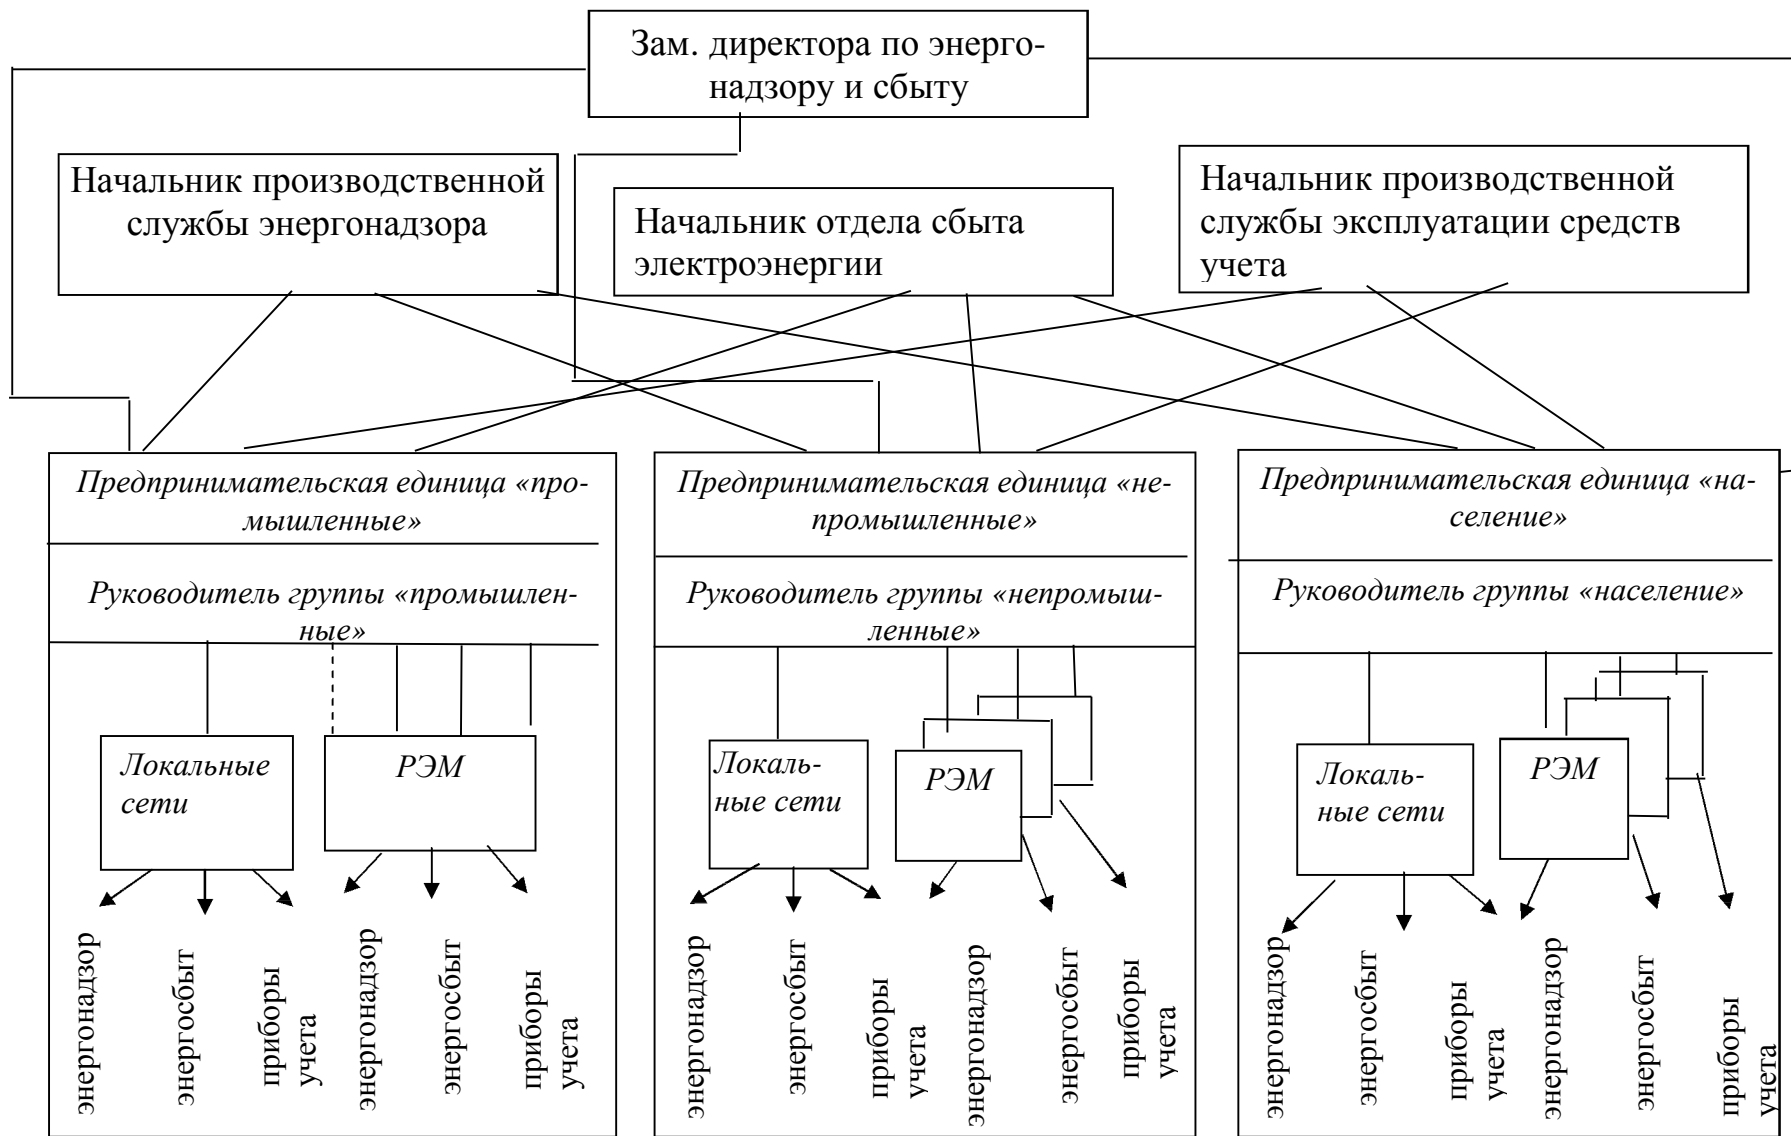 Зам. директора по энерго-
надзору и сбыту
Начальник производственной
службы энергонадзора
Начальник отдела сбыта
электроэнергии
Начальник производственной
службы эксплуатации средств
учета
Предпринимательская единица «про-
мышленные»
Руководитель группы «промышлен-
ные»
Локальные
сети
РЭМ
энергонадзор
энергосбыт
приборы
учета
энергонадзор
энергосбыт
приборы
учета
Предпринимательская единица «не-
промышленные»
Руководитель группы «непромыш-
ленные»
Локаль-
ные сети
РЭМ
энергонадзор
энергосбыт
приборы
учета
энергонадзор
энергосбыт
приборы
учета
Предпринимательская единица «на-
селение»
Руководитель группы «население»
Локаль-
ные сети
РЭМ
энергонадзор
энергосбыт
приборы
учета
энергонадзор
энергосбыт
приборы
учета